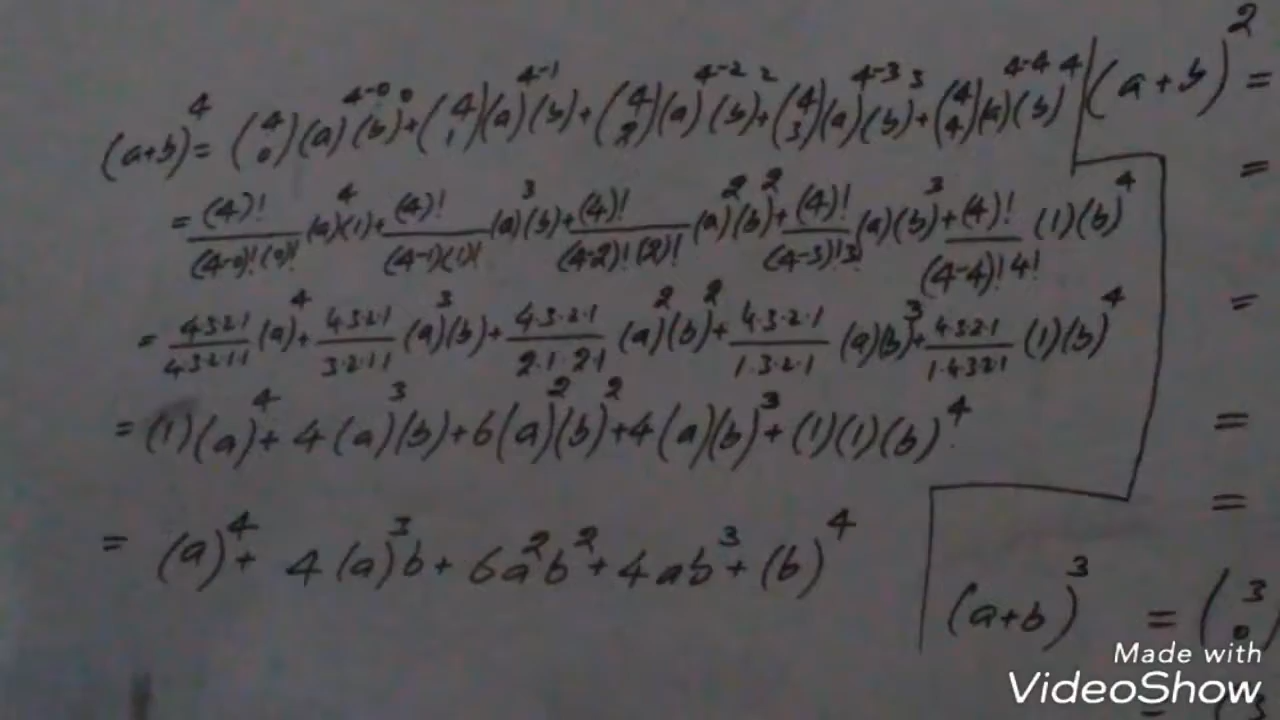 (a+b)⁴ = (4 0)(a)⁴⁻⁰(b)⁰ + (4 1)(a)⁴⁻¹(b) + (4 2)(a)⁴⁻²(b)² + (4 3)(a)⁴⁻³(b)³ + (4 4)(a)⁴⁻⁴(b)⁴
= (4)!/(4-0)!(0)! (a)⁴(1) + (4)!/(4-1)(1)! (a)³(b) + (4)!/(4-2)!(2)! (a)²(b)² + (4)!/(4-3)!3! (a)(b)³ + (4)!/(4-4)!4! (1)(b)⁴
= 4·3·2·1/4·3·2·1·1 (a)⁴ + 4·3·2·1/3·2·1·1 (a)³(b) + 4·3·2·1/2·1·2·1 (a)²(b)² + 4·3·2·1/1·3·2·1 (a)(b)³ + 4·3·2·1/1·4·3·2·1 (1)(b)⁴
= (1)(a)⁴ + 4(a)³(b) + 6(a)²(b)² + 4(a)(b)³ + (1)(1)(b)⁴
= (a)⁴ + 4(a)³b + 6a²b² + 4ab³ + (b)⁴
(a+b)² =
=
=
=
=
(a+b)³ = (3 0
Made with
VideoShow